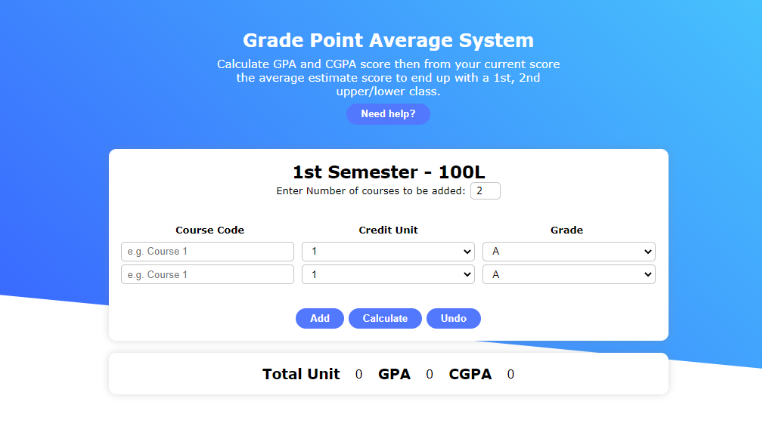 Grade Point Average System
Calculate GPA and CGPA score then from your current score
the average estimate score to end up with a 1st, 2nd
upper/lower class.
Need help?
1st Semester - 100L
Enter Number of courses to be added: 2
Course Code Credit Unit Grade
e.g. Course 1 1 A
e.g. Course 1 1 A
Add Calculate Undo
Total Unit 0 GPA 0 CGPA 0